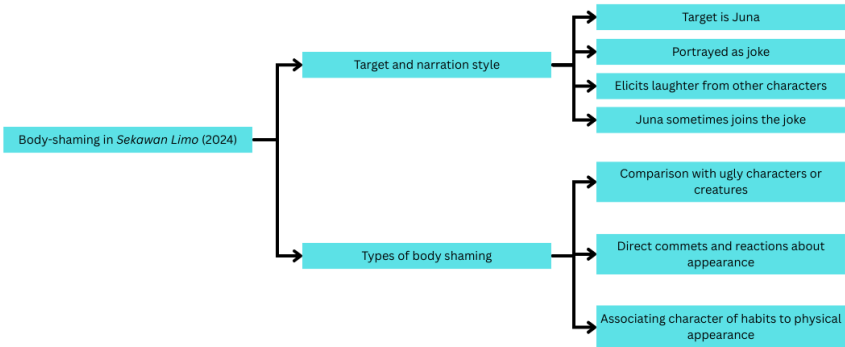 Body-shaming in Sekawan Limo (2024)
Target and narration style
Target is Juna
Portrayed as joke
Elicits laughter from other characters
Juna sometimes joins the joke
Types of body shaming
Comparison with ugly characters or
creatures
Direct commets and reactions about
appearance
Associating character of habits to physical
appearance